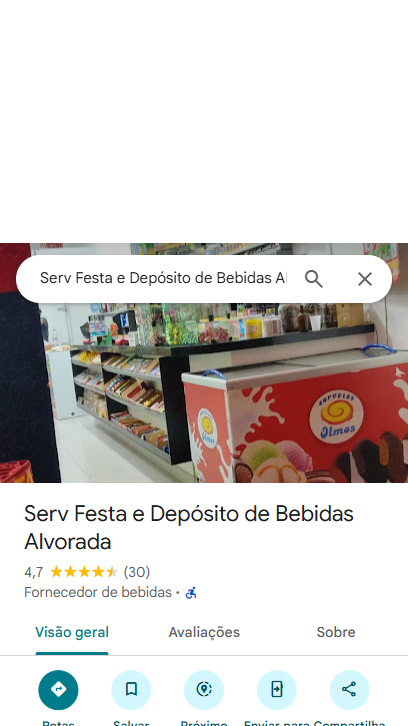 Serv Festa e Depósito de Bebidas Al
SORVETES
Olmos
Olmos
Serv Festa e Depósito de Bebidas
Alvorada
4,7 (30)
Fornecedor de bebidas ·
Visão geral
Avaliações
Sobre
Rotas
Salvar
Próximo
Enviar para
Compartilha